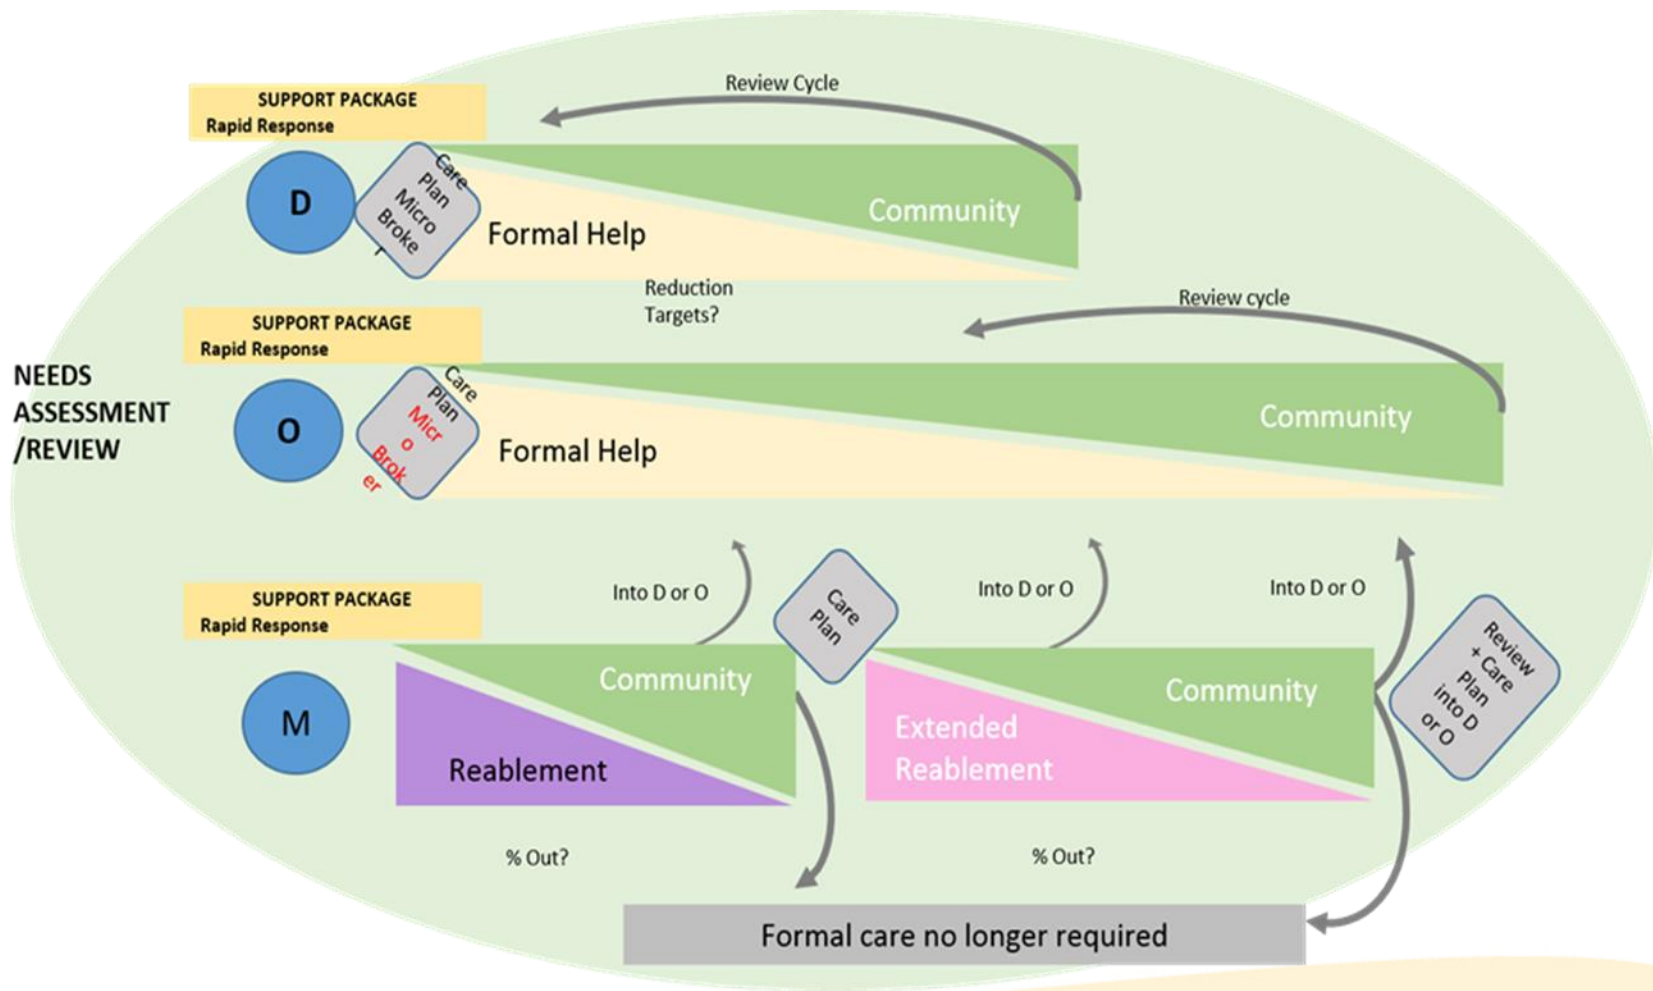 Review Cycle
SUPPORT PACKAGE
Rapid Response
D
Care
Plan
Micro
Broke
r
Community
Formal Help
Reduction
Targets?
Review cycle
SUPPORT PACKAGE
Rapid Response
NEEDS
ASSESSMENT
/REVIEW
O
Care
Plan
Micr
o
Brok
er
Community
Formal Help
SUPPORT PACKAGE
Rapid Response
Into D or O
Care
Plan
Into D or O
Into D or O
Review
+ Care
Plan
into D
or O
M
Community
Reablement
Community
Extended
Reablement
% Out?
% Out?
Formal care no longer required